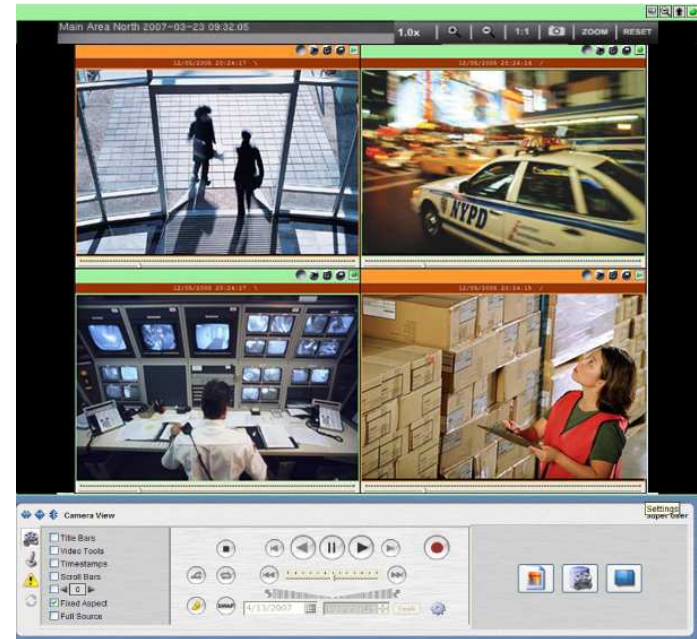 Main Area North 2007-03-23 09:32.05
1.0x 1:1 ZOOM RESET
12/05/2006 20:24:17 \
12/05/2006 20:24:14 /
NYPD
12/05/2006 20:24:17 \
12/05/2006 20:24:15 /
Camera View
Settings
Super User
Title Bars
Video Tools
Timestamps
Scroll Bars
0
Fixed Aspect
Full Source
SWAP
4/13/2007